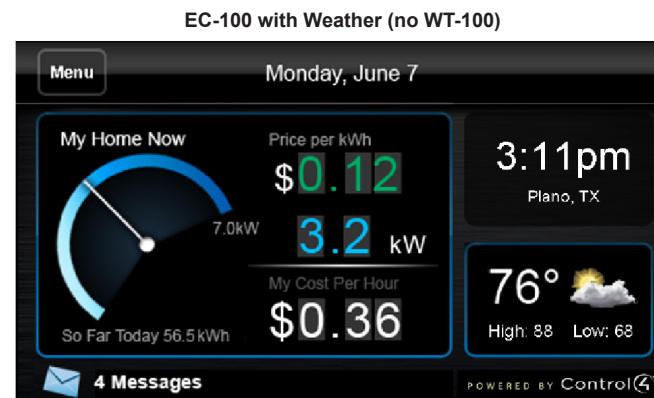 EC-100 with Weather (no WT-100)
Menu
Monday, June 7
My Home Now
Price per kWh
$0.12
7.0kW
3.2 kW
My Cost Per Hour
$0.36
So Far Today 56.5 kWh
3:11pm
Plano, TX
76°
High: 88 Low: 68
4 Messages
POWERED BY Control4